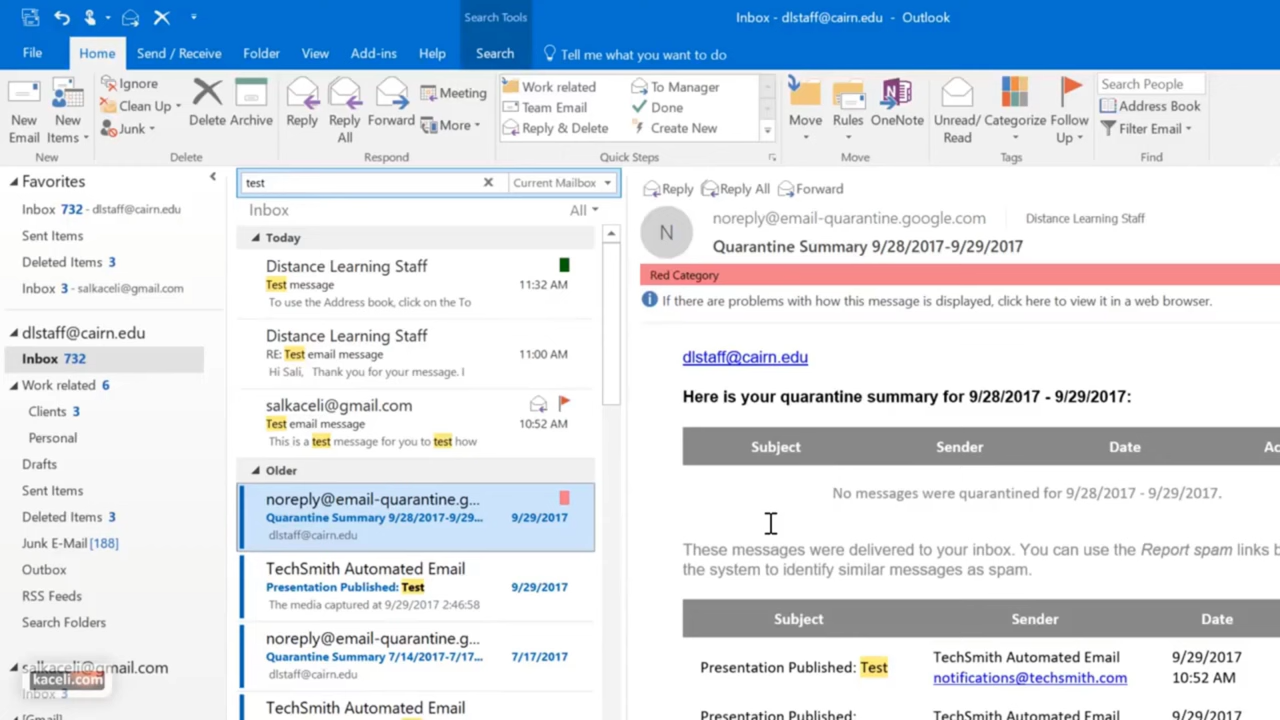 Search Tools
Inbox - dlstaff@cairn.edu - Outlook
File Home Send / Receive Folder View Add-ins Help Search Tell me what you want to do
New Email
New Items
New
Ignore
Clean Up
Junk
Delete
Archive
Delete
Reply
Reply All
Forward
Meeting
More
Respond
Work related
Team Email
Reply & Delete
To Manager
Done
Create New
Quick Steps
Move
Rules
OneNote
Move
Unread/ Read
Categorize
Follow Up
Tags
Search People
Address Book
Filter Email
Find
Favorites
Inbox 732 - dlstaff@cairn.edu
Sent Items
Deleted Items 3
Inbox 3 - salkaceli@gmail.com
dlstaff@cairn.edu
Inbox 732
Work related 6
Clients 3
Personal
Drafts
Sent Items
Deleted Items 3
Junk E-Mail [188]
Outbox
RSS Feeds
Search Folders
salkaceli@gmail.com
kaceli.com
Inbox 3
[Gmail]
test
Current Mailbox
Inbox
All
Today
Distance Learning Staff
Test message 11:32 AM
To use the Address book, click on the To
Distance Learning Staff
RE: Test email message 11:00 AM
Hi Sali, Thank you for your message. I
salkaceli@gmail.com
Test email message 10:52 AM
This is a test message for you to test how
Older
noreply@email-quarantine.g...
Quarantine Summary 9/28/2017-9/29... 9/29/2017
dlstaff@cairn.edu
TechSmith Automated Email
Presentation Published: Test 9/29/2017
The media captured at 9/29/2017 2:46:58
noreply@email-quarantine.g...
Quarantine Summary 7/14/2017-7/17... 7/17/2017
dlstaff@cairn.edu
TechSmith Automated Email
Reply Reply All Forward
N
noreply@email-quarantine.google.com Distance Learning Staff
Quarantine Summary 9/28/2017-9/29/2017
Red Category
If there are problems with how this message is displayed, click here to view it in a web browser.
dlstaff@cairn.edu
Here is your quarantine summary for 9/28/2017 - 9/29/2017:
Subject Sender Date Ac
No messages were quarantined for 9/28/2017 - 9/29/2017.
These messages were delivered to your inbox. You can use the Report spam links b
the system to identify similar messages as spam.
Subject Sender Date
Presentation Published: Test
TechSmith Automated Email
notifications@techsmith.com
9/29/2017
10:52 AM
Presentation Published: TechSmith Automated Email 9/29/2017